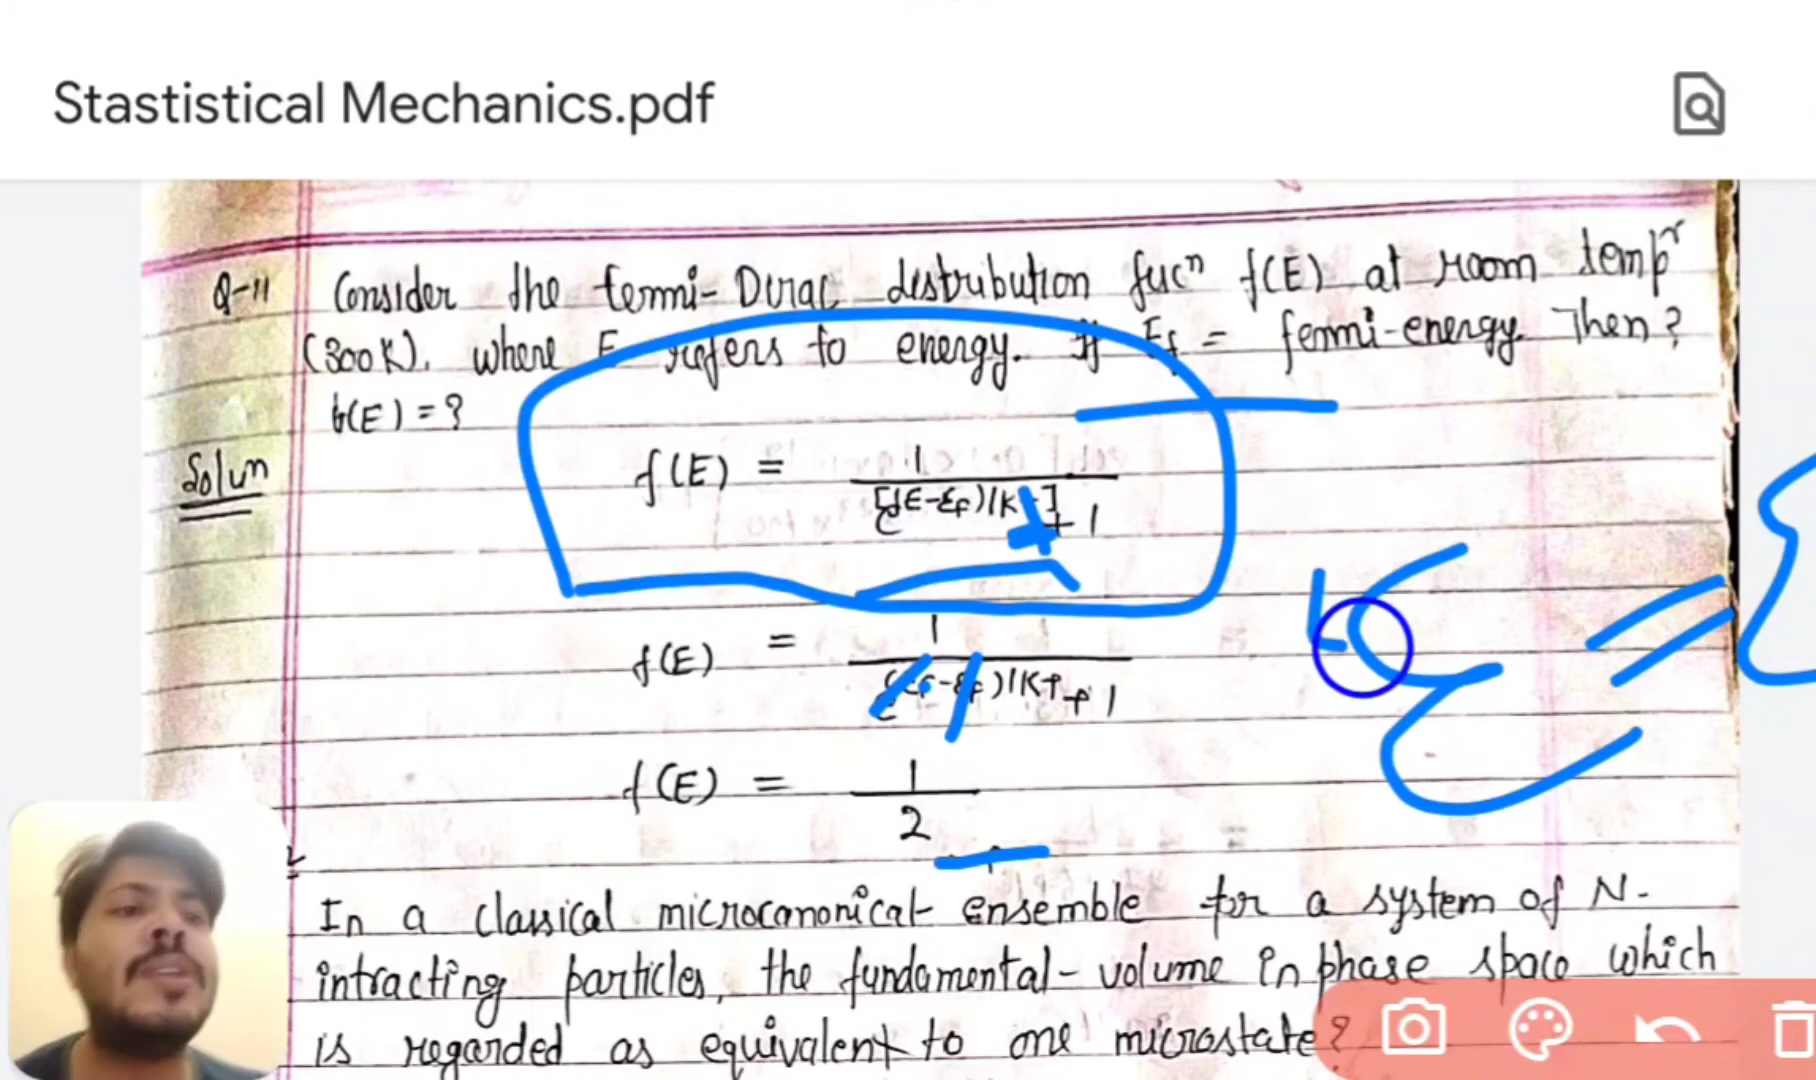 Stastistical Mechanics.pdf
Q-11 Consider the fermi-Dirac distribution fucⁿ f(E) at room tempʳ
(300K). where E refers to energy. If Ef = fermi-energy. Then?
f(E) = ?
Solun
f(E) = 1 / e[(E-EF)/KT] + 1
f(E) = 1 / e(EF-EF)/KT + 1
f(E) = 1 / 2
In a classical microcanonical ensemble for a system of N-
intracting particles, the fundamental- volume in phase space which
is regarded as equivalent to one microstate?